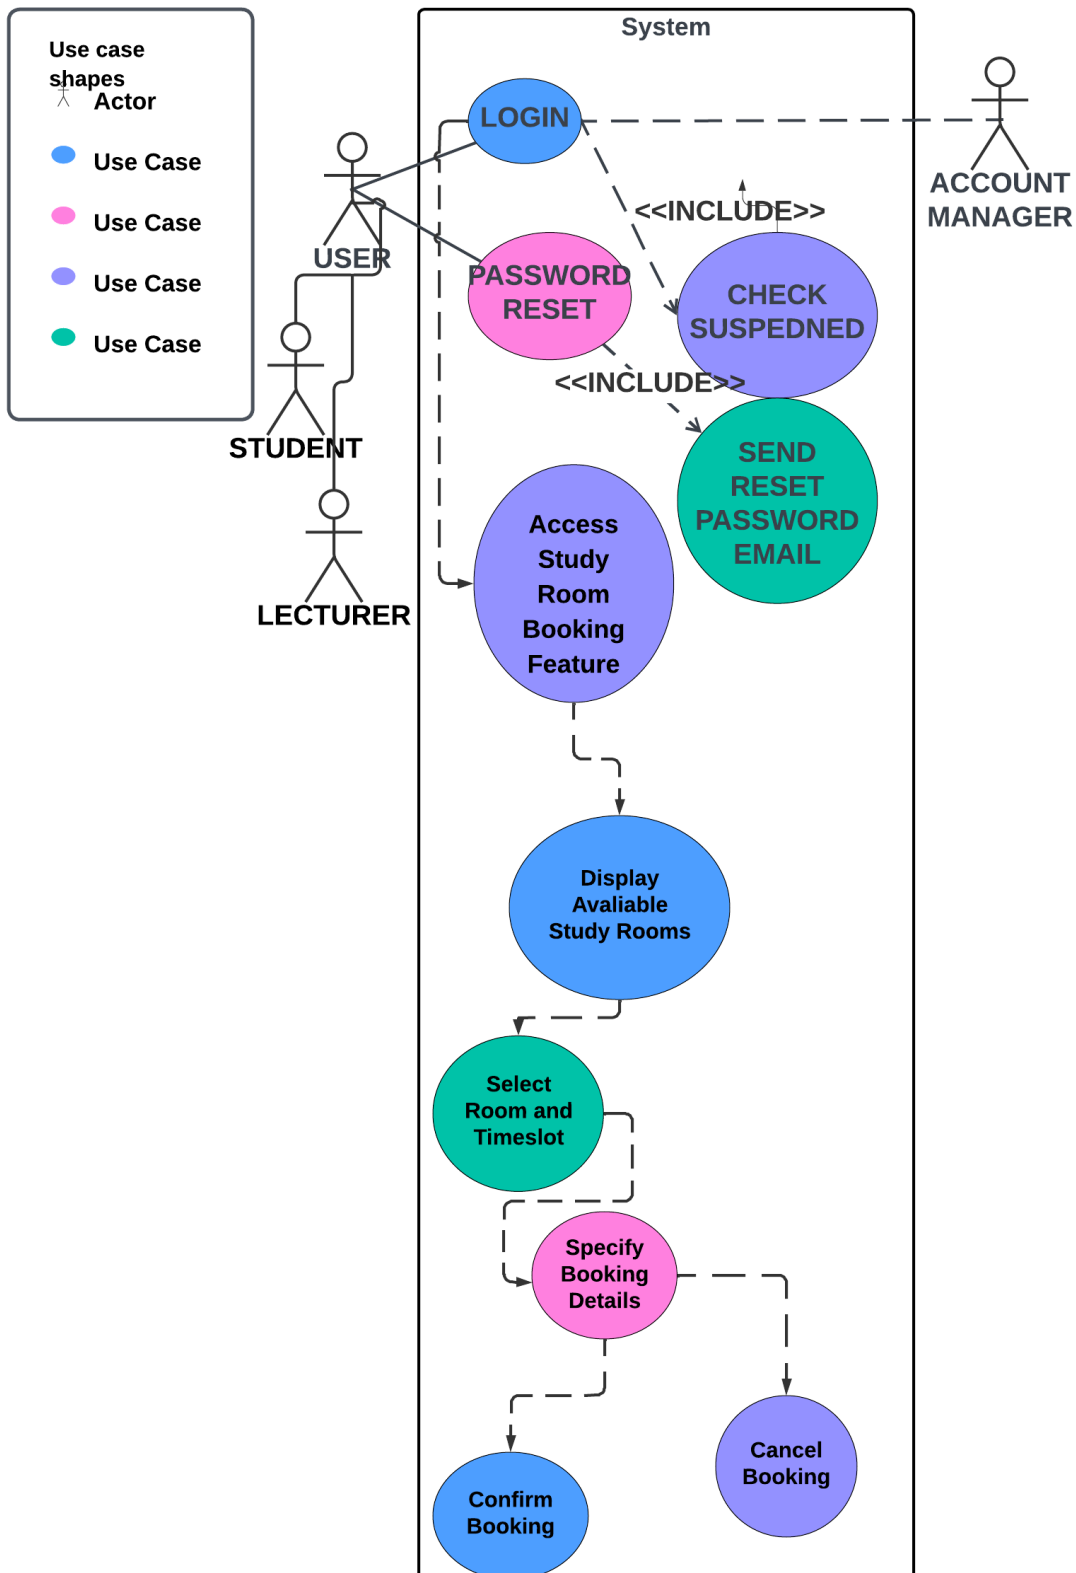 Use case
shapes
Actor
Use Case
Use Case
Use Case
Use Case
System
LOGIN
ACCOUNT
MANAGER
<<INCLUDE>>
USER
PASSWORD
RESET
CHECK
SUSPEDNED
<<INCLUDE>>
STUDENT
SEND
RESET
PASSWORD
EMAIL
LECTURER
Access
Study
Room
Booking
Feature
Display
Avaliable
Study Rooms
Select
Room and
Timeslot
Specify
Booking
Details
Cancel
Booking
Confirm
Booking